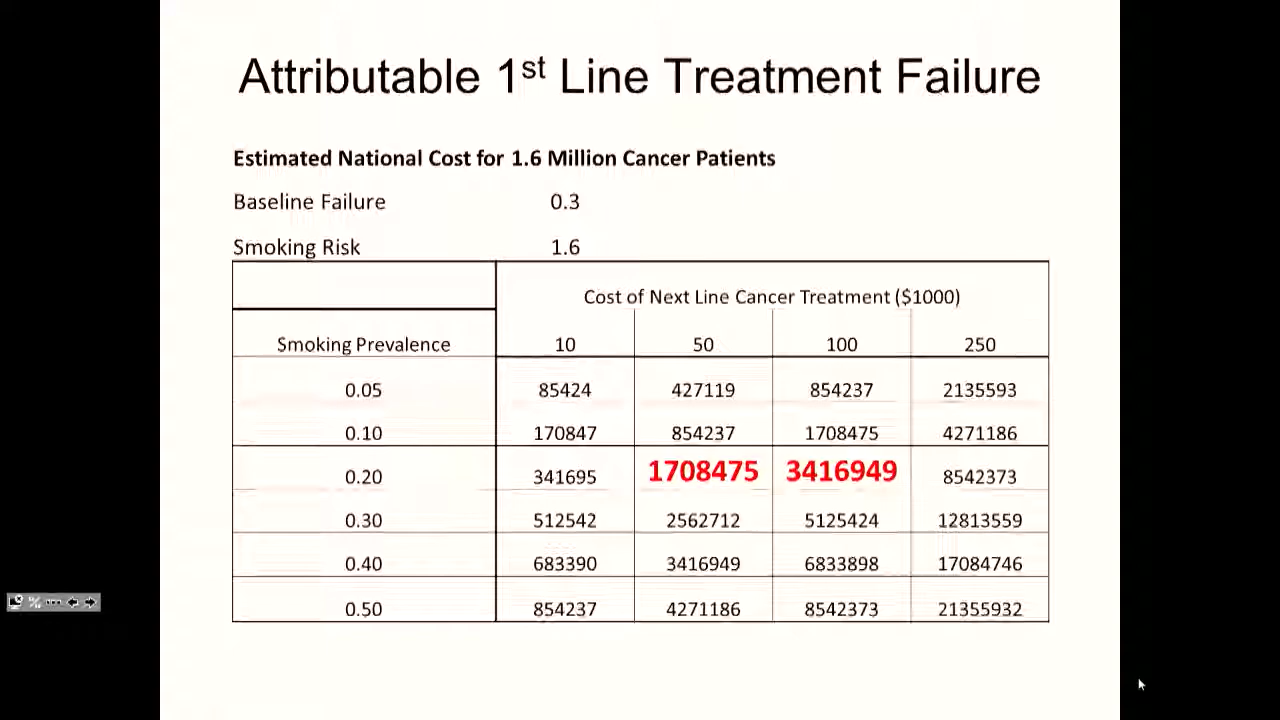 Attributable 1st Line Treatment Failure
Estimated National Cost for 1.6 Million Cancer Patients
Baseline Failure 0.3
Smoking Risk 1.6
Cost of Next Line Cancer Treatment ($1000)
Smoking Prevalence 10 50 100 250
0.05 85424 427119 854237 2135593
0.10 170847 854237 1708475 4271186
0.20 341695 1708475 3416949 8542373
0.30 512542 2562712 5125424 12813559
0.40 683390 3416949 6833898 17084746
0.50 854237 4271186 8542373 21355932